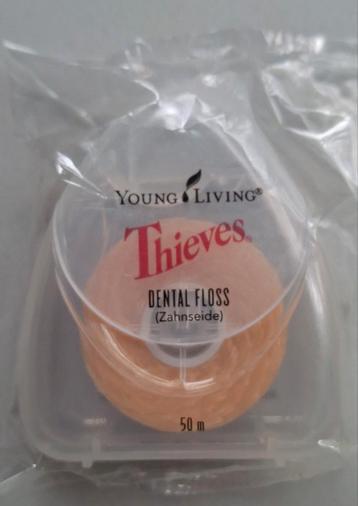 YOUNG LIVING®
Thieves®
DENTAL FLOSS
(Zahnseide)
50 m